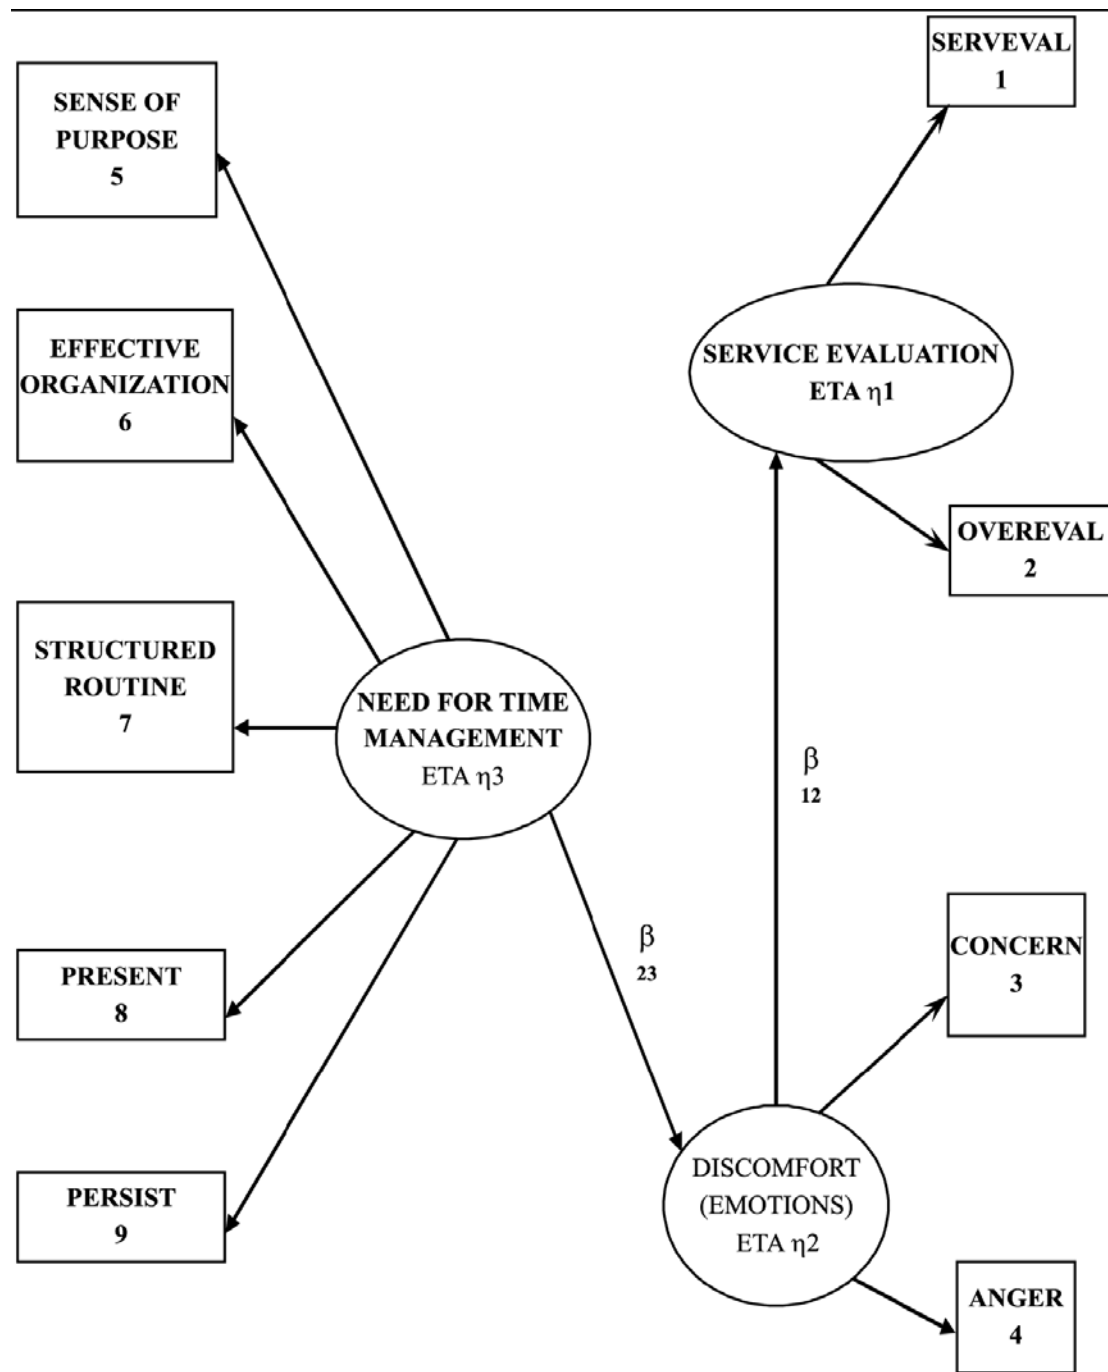 SERVEVAL
1
SENSE OF
PURPOSE
5
EFFECTIVE
ORGANIZATION
6
SERVICE EVALUATION
ETA η1
OVEREVAL
2
STRUCTURED
ROUTINE
7
NEED FOR TIME
MANAGEMENT
ETA η3
β
12
β
23
CONCERN
3
PRESENT
8
PERSIST
9
DISCOMFORT
(EMOTIONS)
ETA η2
ANGER
4